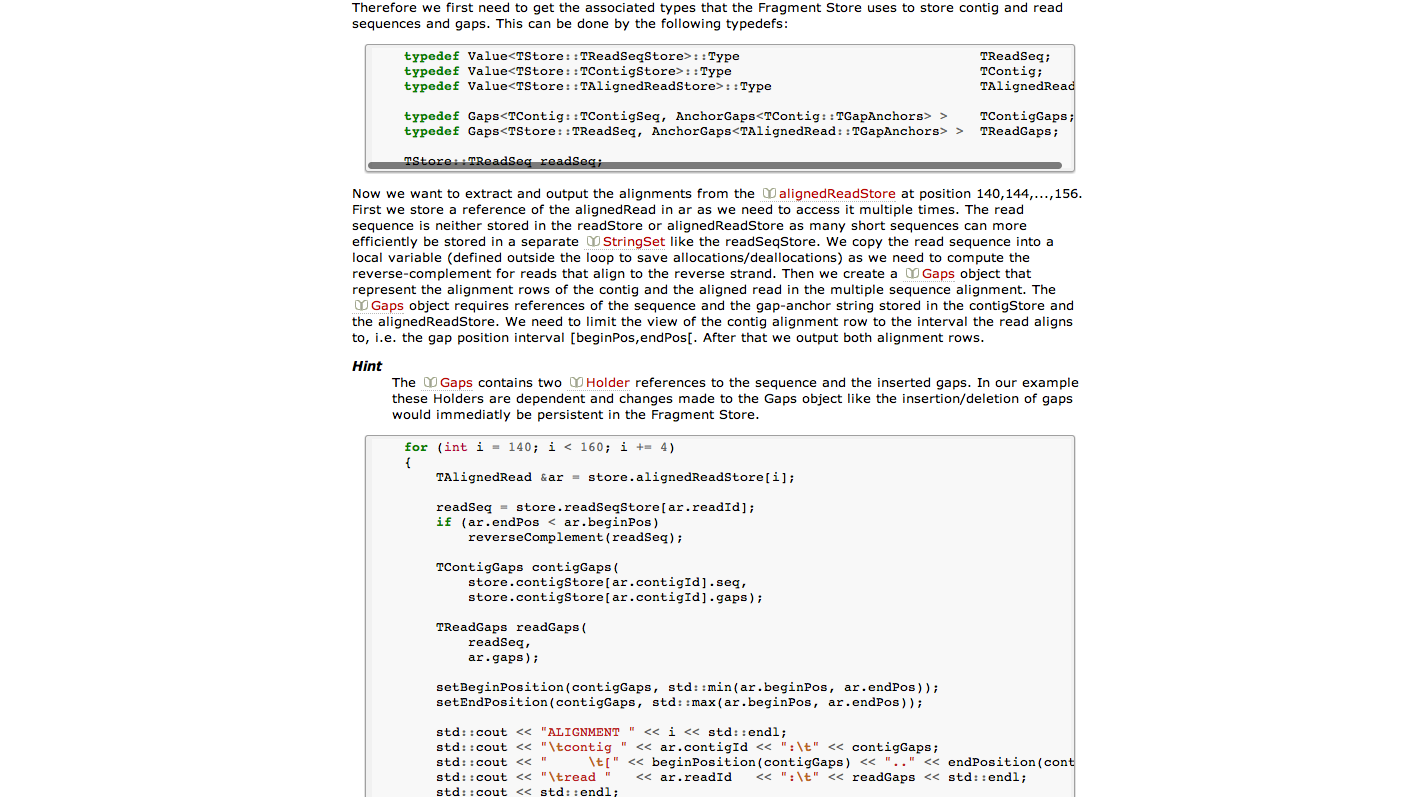 Therefore we first need to get the associated types that the Fragment Store uses to store contig and read
sequences and gaps. This can be done by the following typedefs:
typedef Value<TStore::TReadSeqStore>::Type TReadSeq;
typedef Value<TStore::TContigStore>::Type TContig;
typedef Value<TStore::TAlignedReadStore>::Type TAlignedRead
typedef Gaps<TContig::TContigSeq, AnchorGaps<TContig::TGapAnchors> > TContigGaps;
typedef Gaps<TStore::TReadSeq, AnchorGaps<TAlignedRead::TGapAnchors> > TReadGaps;
TStore::TReadSeq readSeq;
Now we want to extract and output the alignments from the alignedReadStore at position 140,144,...,156.
First we store a reference of the alignedRead in ar as we need to access it multiple times. The read
sequence is neither stored in the readStore or alignedReadStore as many short sequences can more
efficiently be stored in a separate StringSet like the readSeqStore. We copy the read sequence into a
local variable (defined outside the loop to save allocations/deallocations) as we need to compute the
reverse-complement for reads that align to the reverse strand. Then we create a Gaps object that
represent the alignment rows of the contig and the aligned read in the multiple sequence alignment. The
Gaps object requires references of the sequence and the gap-anchor string stored in the contigStore and
the alignedReadStore. We need to limit the view of the contig alignment row to the interval the read aligns
to, i.e. the gap position interval [beginPos,endPos[. After that we output both alignment rows.
Hint
The Gaps contains two Holder references to the sequence and the inserted gaps. In our example
these Holders are dependent and changes made to the Gaps object like the insertion/deletion of gaps
would immediatly be persistent in the Fragment Store.
for (int i = 140; i < 160; i += 4)
{
TAlignedRead &ar = store.alignedReadStore[i];
readSeq = store.readSeqStore[ar.readId];
if (ar.endPos < ar.beginPos)
reverseComplement(readSeq);
TContigGaps contigGaps(
store.contigStore[ar.contigId].seq,
store.contigStore[ar.contigId].gaps);
TReadGaps readGaps(
readSeq,
ar.gaps);
setBeginPosition(contigGaps, std::min(ar.beginPos, ar.endPos));
setEndPosition(contigGaps, std::max(ar.beginPos, ar.endPos));
std::cout << "ALIGNMENT " << i << std::endl;
std::cout << "\tcontig " << ar.contigId << ":\t" << contigGaps;
std::cout << "     \t[" << beginPosition(contigGaps) << ".." << endPosition(cont
std::cout << "\tread "   << ar.readId   << ":\t" << readGaps << std::endl;
std::cout << std::endl;